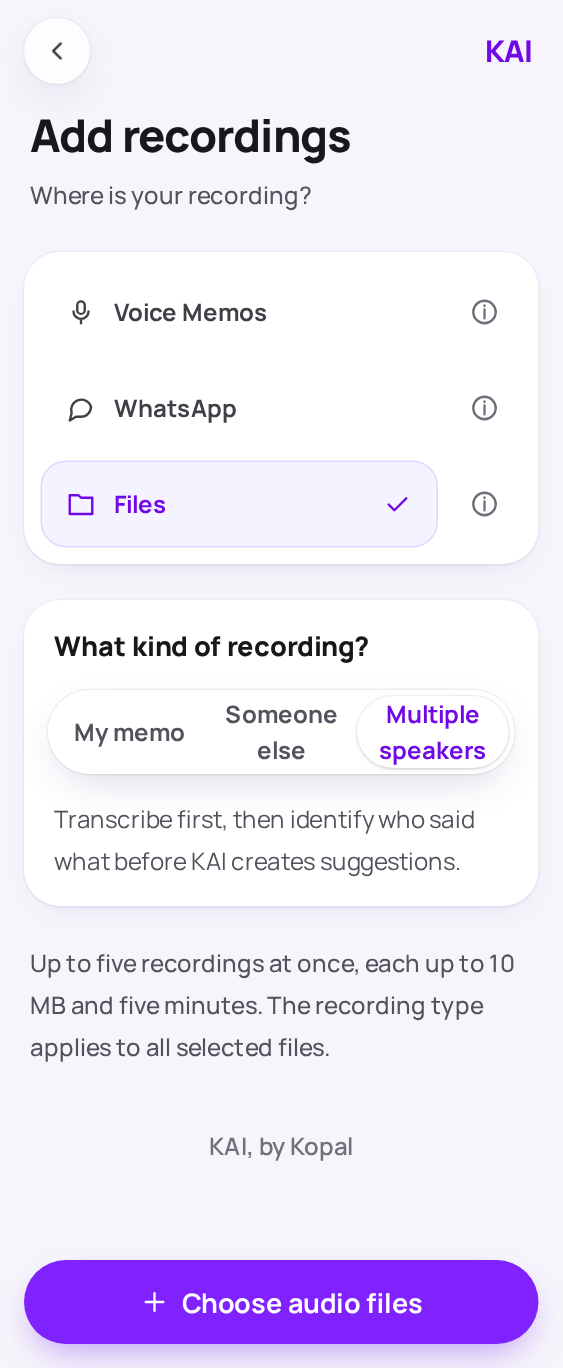 KAI
Add recordings
Where is your recording?
Voice Memos
WhatsApp
Files
What kind of recording?
My memo
Someone
else
Multiple
speakers
Transcribe first, then identify who said
what before KAI creates suggestions.
Up to five recordings at once, each up to 10
MB and five minutes. The recording type
applies to all selected files.
KAI, by Kopal
Choose audio files